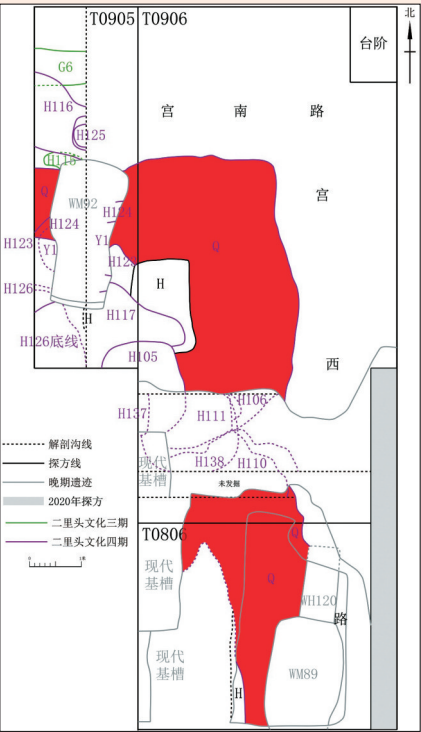 T0905
T0906
北
台阶
G6
H116
宫 南 路
H125
H115
宫
Q
WM92
H124
H124
Q
H123
Y1
Y1
H123
H126
H
H117
H
H126底线
H105
西
H137
H106
H111
现代
基槽
H138
H110
未发掘
解剖沟线
探方线
晚期遗迹
2020年探方
二里头文化三期
二里头文化四期
0
T0806
Q
现代
基槽
Q
WH120
路
现代
基槽
WM89
H